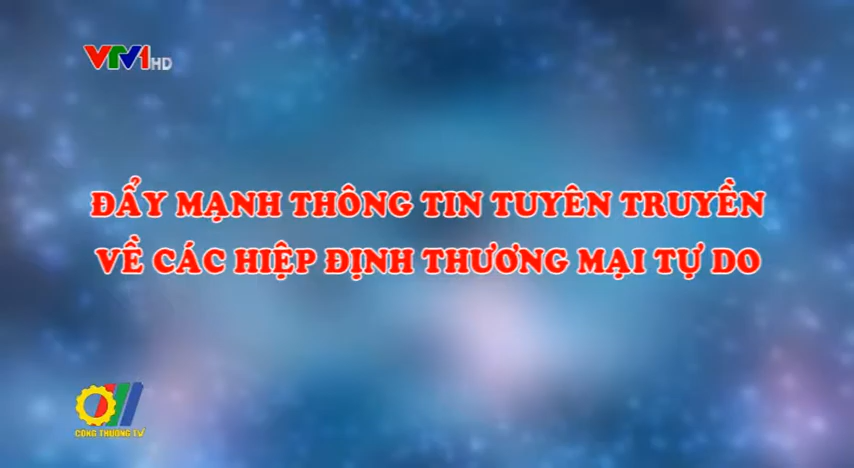 VTV1 HD
ĐẨY MẠNH THÔNG TIN TUYÊN TRUYỀN
VỀ CÁC HIỆP ĐỊNH THƯƠNG MẠI TỰ DO
CÔNG THƯƠNG TV